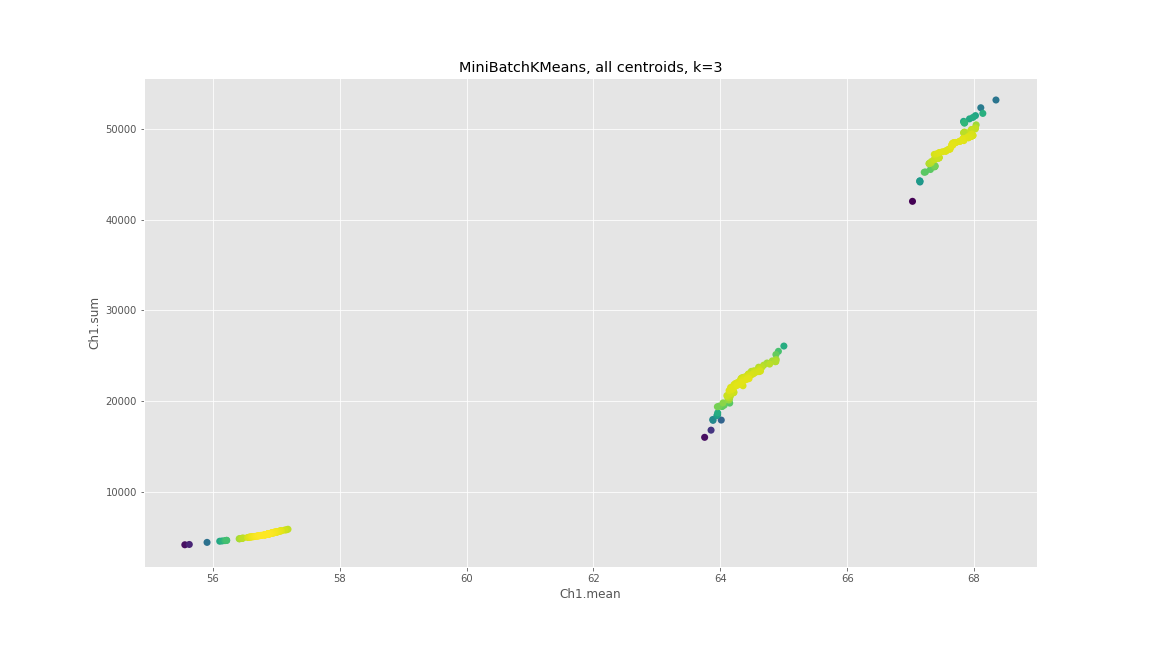 MiniBatchKMeans, all centroids, k=3
50000
40000
30000
20000
10000
Ch1.sum
56 58 60 62 64 66 68
Ch1.mean